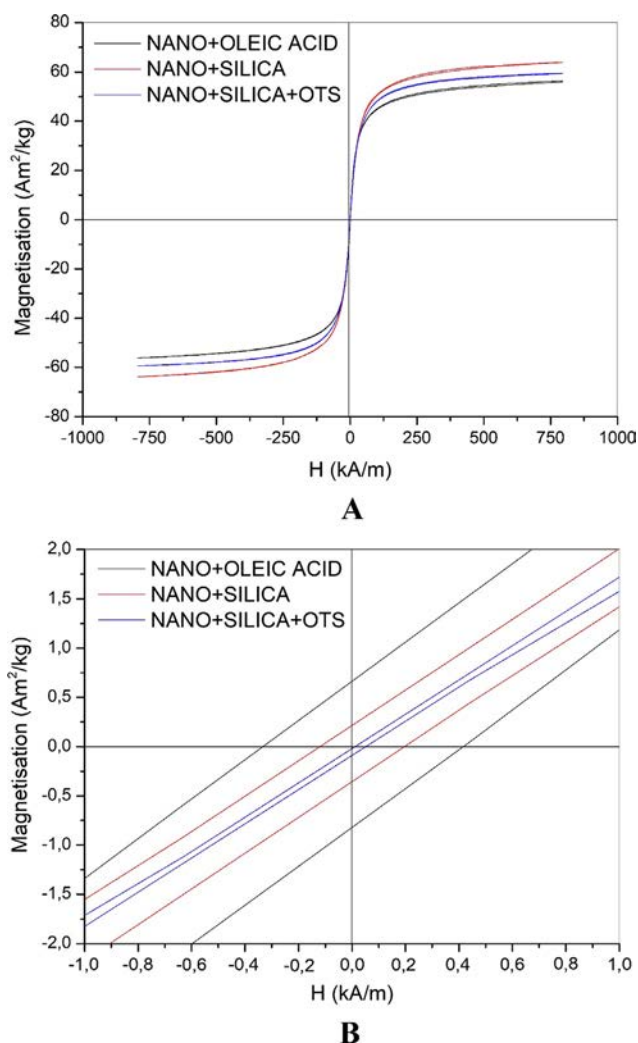 80
60
40
20
0
-20
-40
-60
-80
Magnetisation (Am²/kg)
NANO+OLEIC ACID
NANO+SILICA
NANO+SILICA+OTS
-1000 -750 -500 -250 0 250 500 750 1000
H (kA/m)
A
2,0
1,5
1,0
0,5
0,0
-0,5
-1,0
-1,5
-2,0
Magnetisation (Am²/kg)
NANO+OLEIC ACID
NANO+SILICA
NANO+SILICA+OTS
-1,0 -0,8 -0,6 -0,4 -0,2 0,0 0,2 0,4 0,6 0,8 1,0
H (kA/m)
B